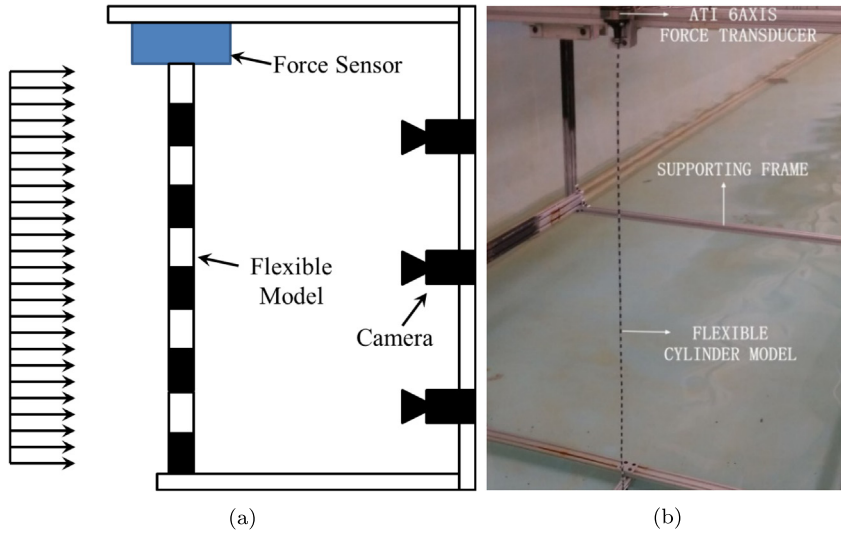 Force Sensor
Flexible
Model
Camera
(a)
ATI 6AXIS
FORCE TRANSDUCER
SUPPORTING FRAME
FLEXIBLE
CYLINDER MODEL
(b)